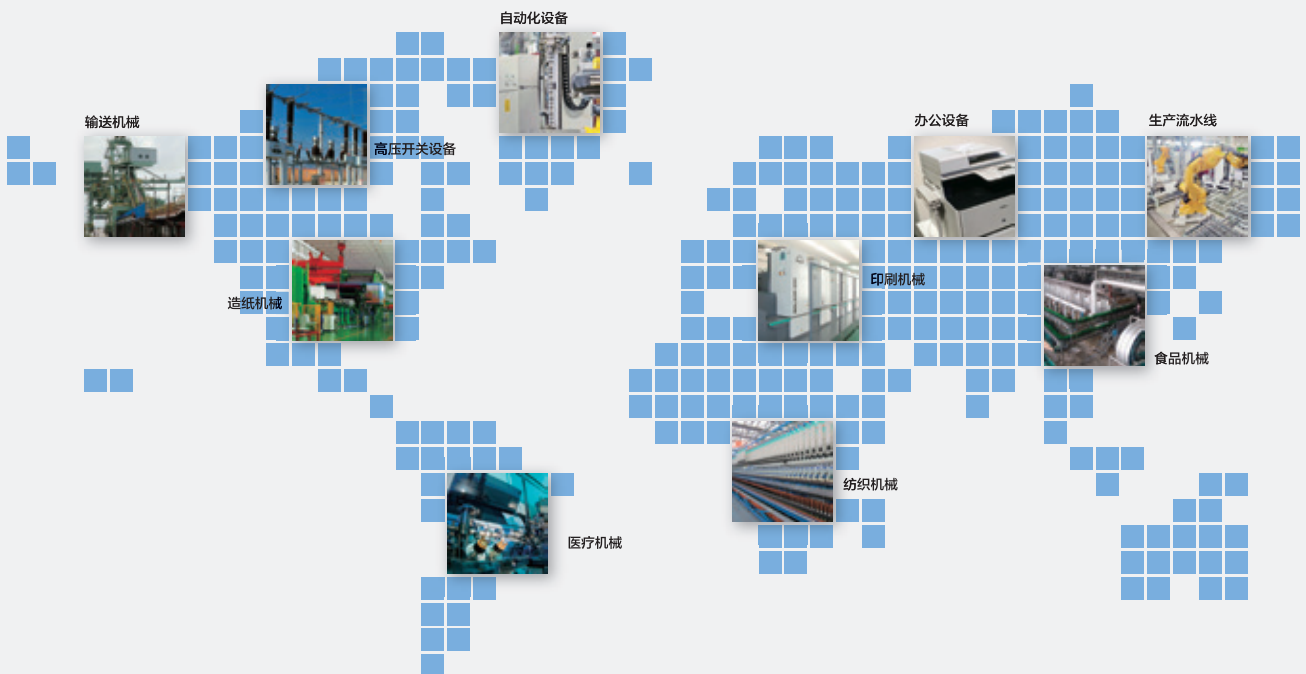 自动化设备
输送机械
高压开关设备
办公设备
生产流水线
造纸机械
印刷机械
食品机械
纺织机械
医疗机械